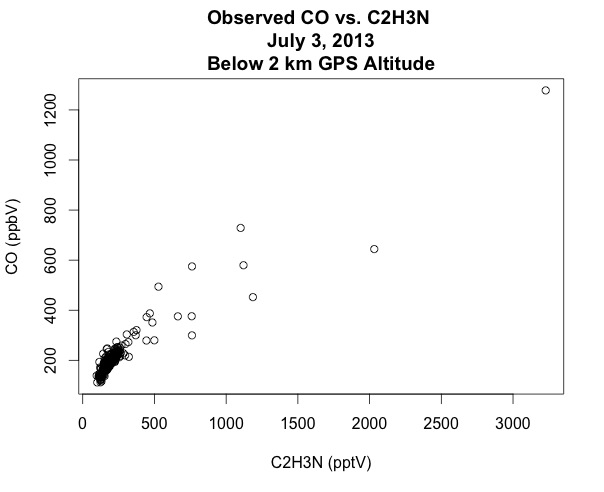 Observed CO vs. C2H3N
July 3, 2013
Below 2 km GPS Altitude
CO (ppbV)
1200
1000
800
600
400
200
0 500 1000 1500 2000 2500 3000
C2H3N (pptV)